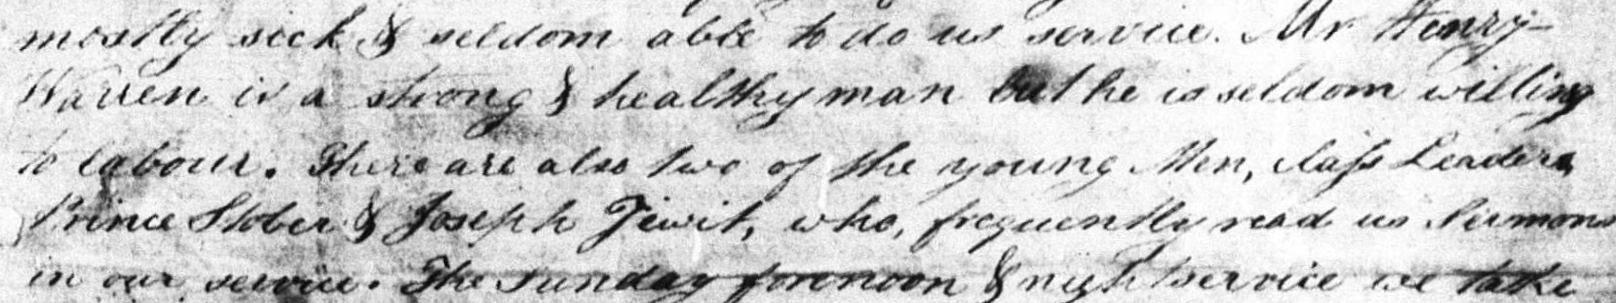 mostly sick & seldom able to do us service. Mr Henry
Warren is a strong & healthy man but he is seldom willing
to labour. There are also two of the young Men, Class Leaders,
Prince Stober & Joseph Jewit, who, frequently read us Sermons
in our service. The sunday forenoon & night service we take